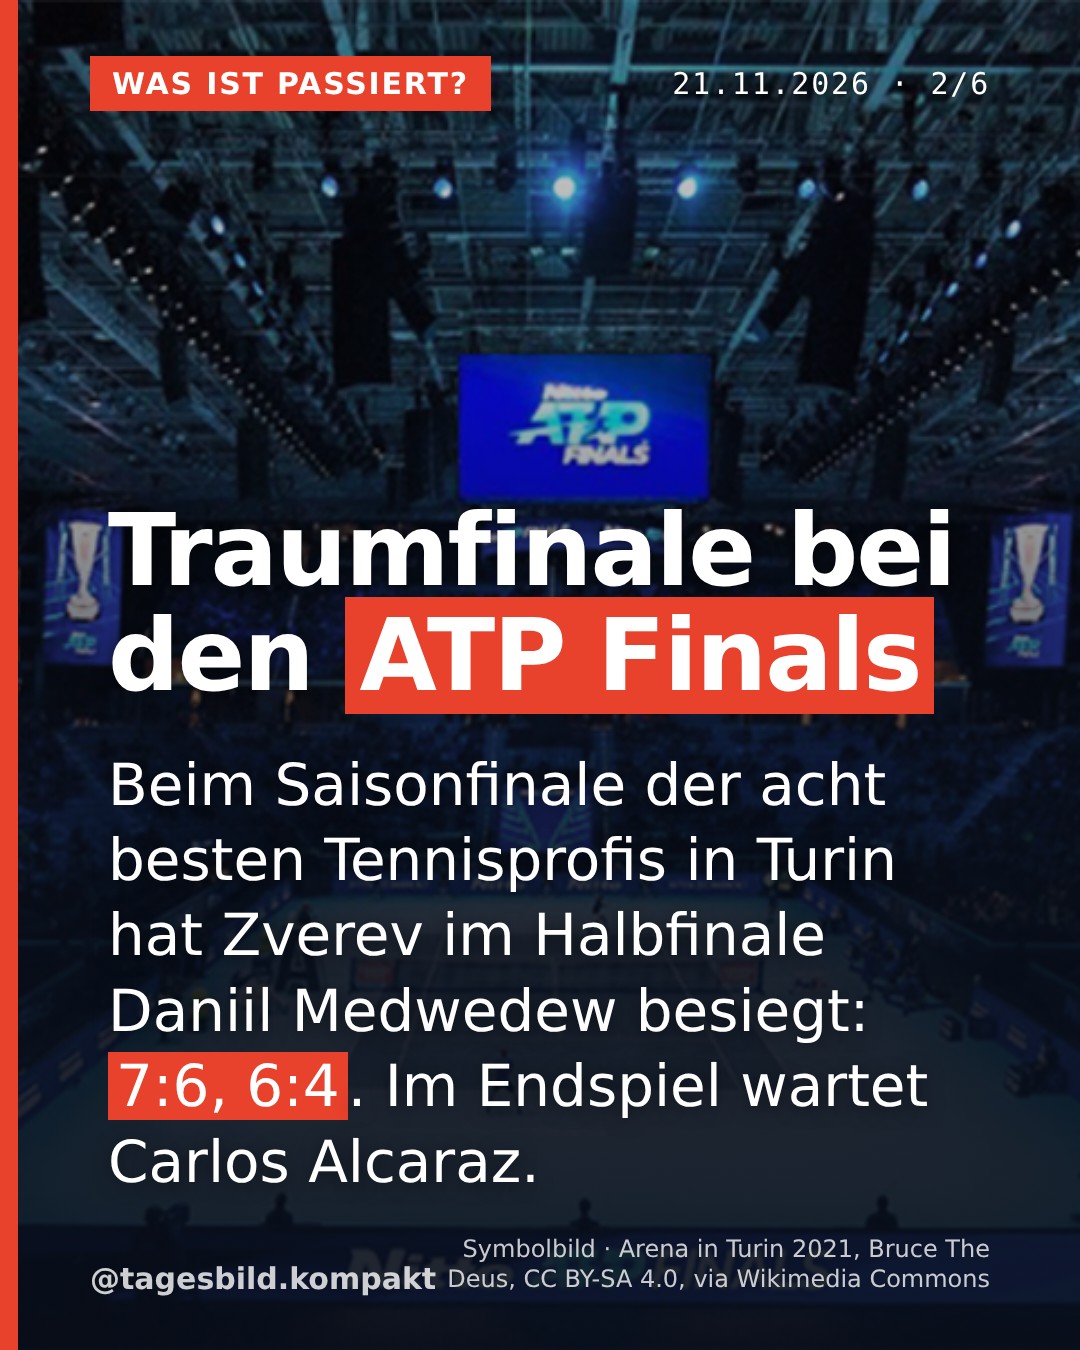 WAS IST PASSIERT?
21.11.2026 · 2/6
Nitto
ATP
FINALS
Traumfinale bei
den ATP Finals
Beim Saisonfinale der acht
besten Tennisprofis in Turin
hat Zverev im Halbfinale
Daniil Medwedew besiegt:
7:6, 6:4. Im Endspiel wartet
Carlos Alcaraz.
Symbolbild · Arena in Turin 2021, Bruce The
@tagesbild.kompakt Deus, CC BY-SA 4.0, via Wikimedia Commons